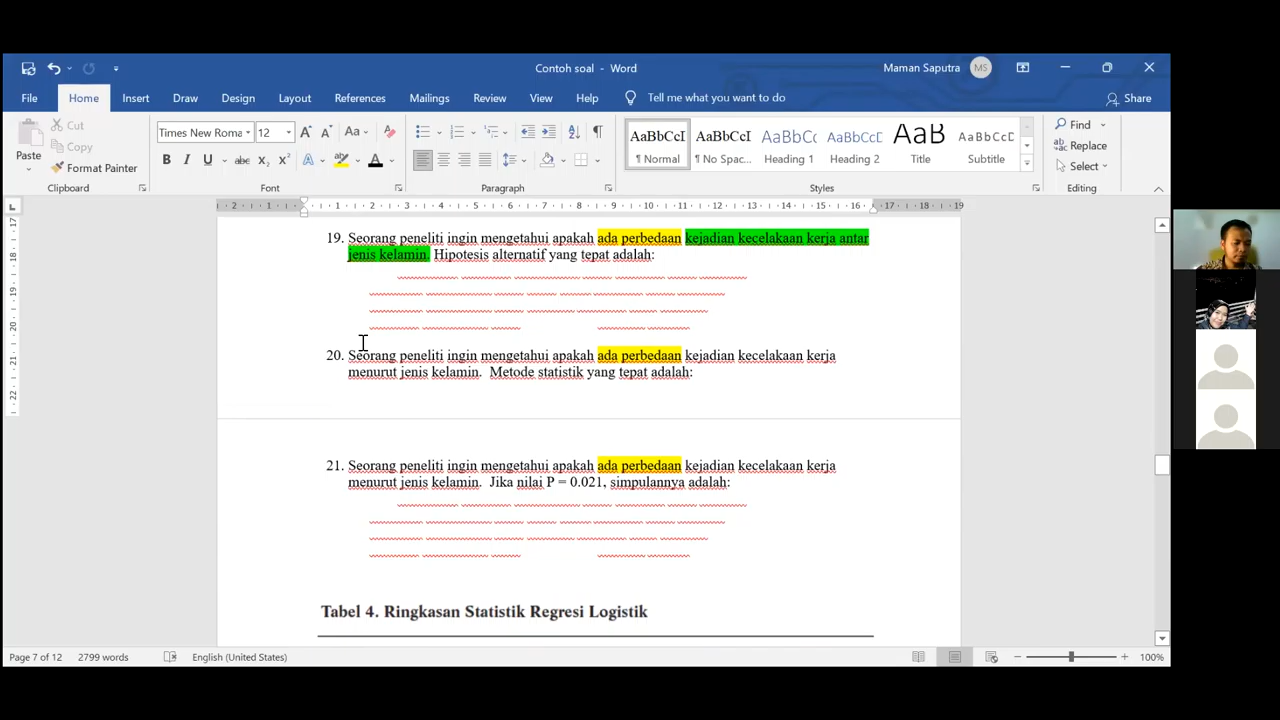 Contoh soal - Word
Maman Saputra
MS
File
Home
Insert
Draw
Design
Layout
References
Mailings
Review
View
Help
Tell me what you want to do
Share
Paste
Cut
Copy
Format Painter
Clipboard
Times New Roma
12
Font
Paragraph
AaBbCcI
¶ Normal
AaBbCcI
¶ No Spac...
AaBbCc
Heading 1
AaBbCcI
Heading 2
AaB
Title
AaBbCcD
Subtitle
Styles
Find
Replace
Select
Editing
19. Seorang peneliti ingin mengetahui apakah ada perbedaan kejadian kecelakaan kerja antar
jenis kelamin. Hipotesis alternatif yang tepat adalah:
20. Seorang peneliti ingin mengetahui apakah ada perbedaan kejadian kecelakaan kerja
menurut jenis kelamin. Metode statistik yang tepat adalah:
21. Seorang peneliti ingin mengetahui apakah ada perbedaan kejadian kecelakaan kerja
menurut jenis kelamin. Jika nilai P = 0.021, simpulannya adalah:
Tabel 4. Ringkasan Statistik Regresi Logistik
Page 7 of 12
2799 words
English (United States)
100%